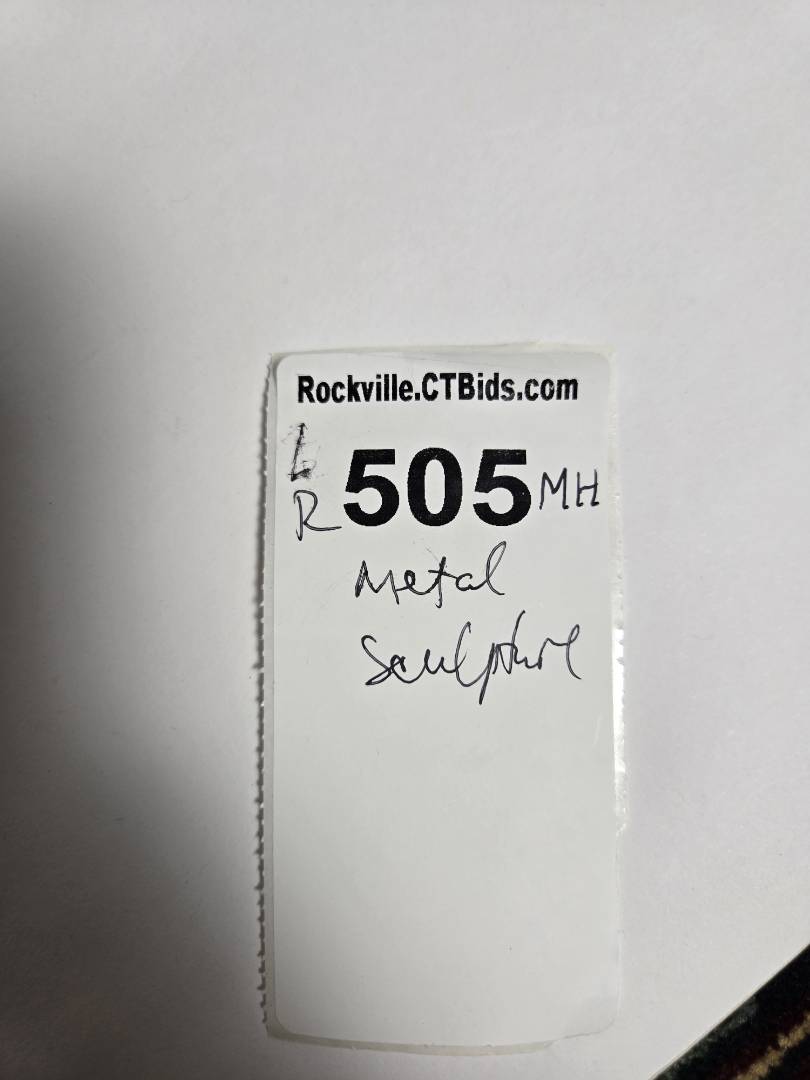 Rockville.CTBids.com
L
R 505 MH
Metal
Sculpture